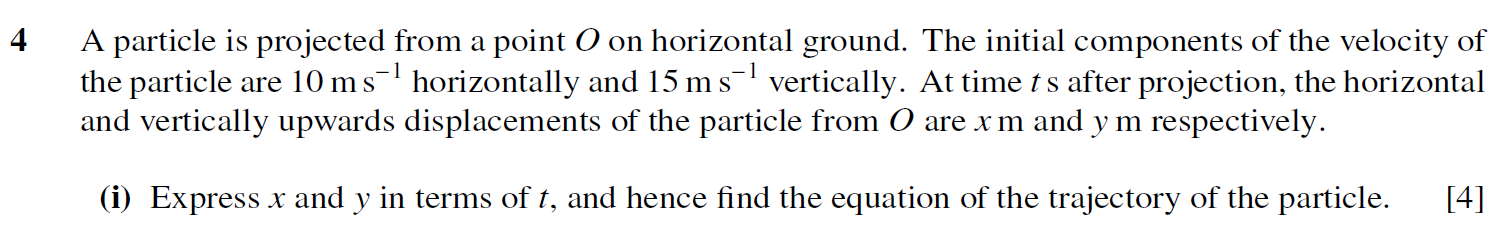 4 A particle is projected from a point O on horizontal ground. The initial components of the velocity of
the particle are 10 m s⁻¹ horizontally and 15 m s⁻¹ vertically. At time t s after projection, the horizontal
and vertically upwards displacements of the particle from O are x m and y m respectively.
(i) Express x and y in terms of t, and hence find the equation of the trajectory of the particle. [4]